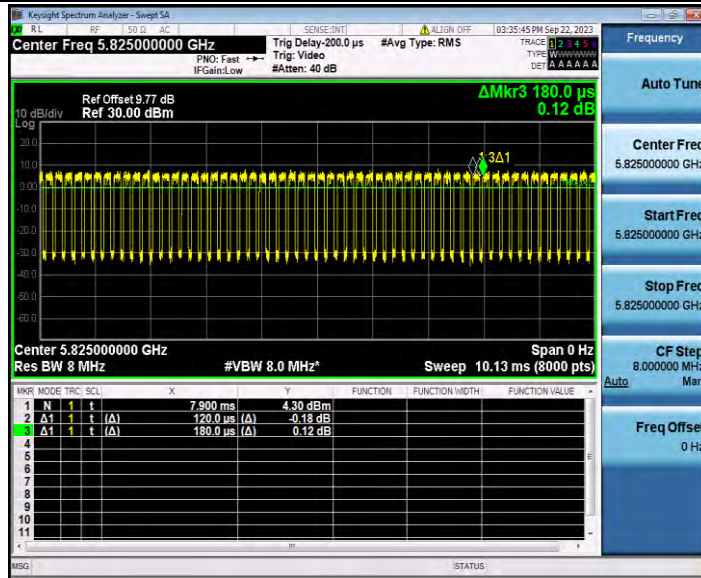 Keysight Spectrum Analyzer - Swept SA
RL RF 50 Ω AC SENSE:INT ALIGN OFF 03:35:45 PM Sep 22, 2023
Center Freq 5.825000000 GHz
PNO: Fast
IFGain:Low
Trig Delay-200.0 µs
Trig: Video
#Atten: 40 dB
#Avg Type: RMS
TRACE 1 2 3 4 5 6
TYPE W
DET A A A A A A
Ref Offset 9.77 dB
10 dB/div Ref 30.00 dBm
Log
ΔMkr3 180.0 µs
0.12 dB
20.0
10.0
0.00
-10.0
-20.0
-30.0
-40.0
-50.0
-60.0
3Δ1
Center 5.825000000 GHz Span 0 Hz
Res BW 8 MHz #VBW 8.0 MHz* Sweep 10.13 ms (8000 pts)
MKR MODE TRC SCL X Y FUNCTION FUNCTION WIDTH FUNCTION VALUE
1 N 1 t 7.900 ms 4.30 dBm
2 Δ1 1 t (Δ) 120.0 µs (Δ) -0.18 dB
3 Δ1 1 t (Δ) 180.0 µs (Δ) 0.12 dB
4
5
6
7
8
9
10
11
MSG STATUS
Frequency
Auto Tune
Center Freq
5.825000000 GHz
Start Freq
5.825000000 GHz
Stop Freq
5.825000000 GHz
CF Step
8.000000 MHz
Auto Man
Freq Offset
0 Hz